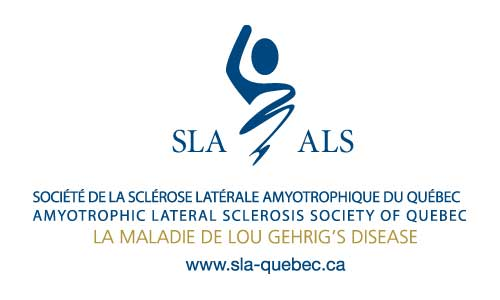 SLA ALS
SOCIÉTÉ DE LA SCLÉROSE LATÉRALE AMYOTROPHIQUE DU QUÉBEC
AMYOTROPHIC LATERAL SCLEROSIS SOCIETY OF QUEBEC
LA MALADIE DE LOU GEHRIG'S DISEASE
www.sla-quebec.ca